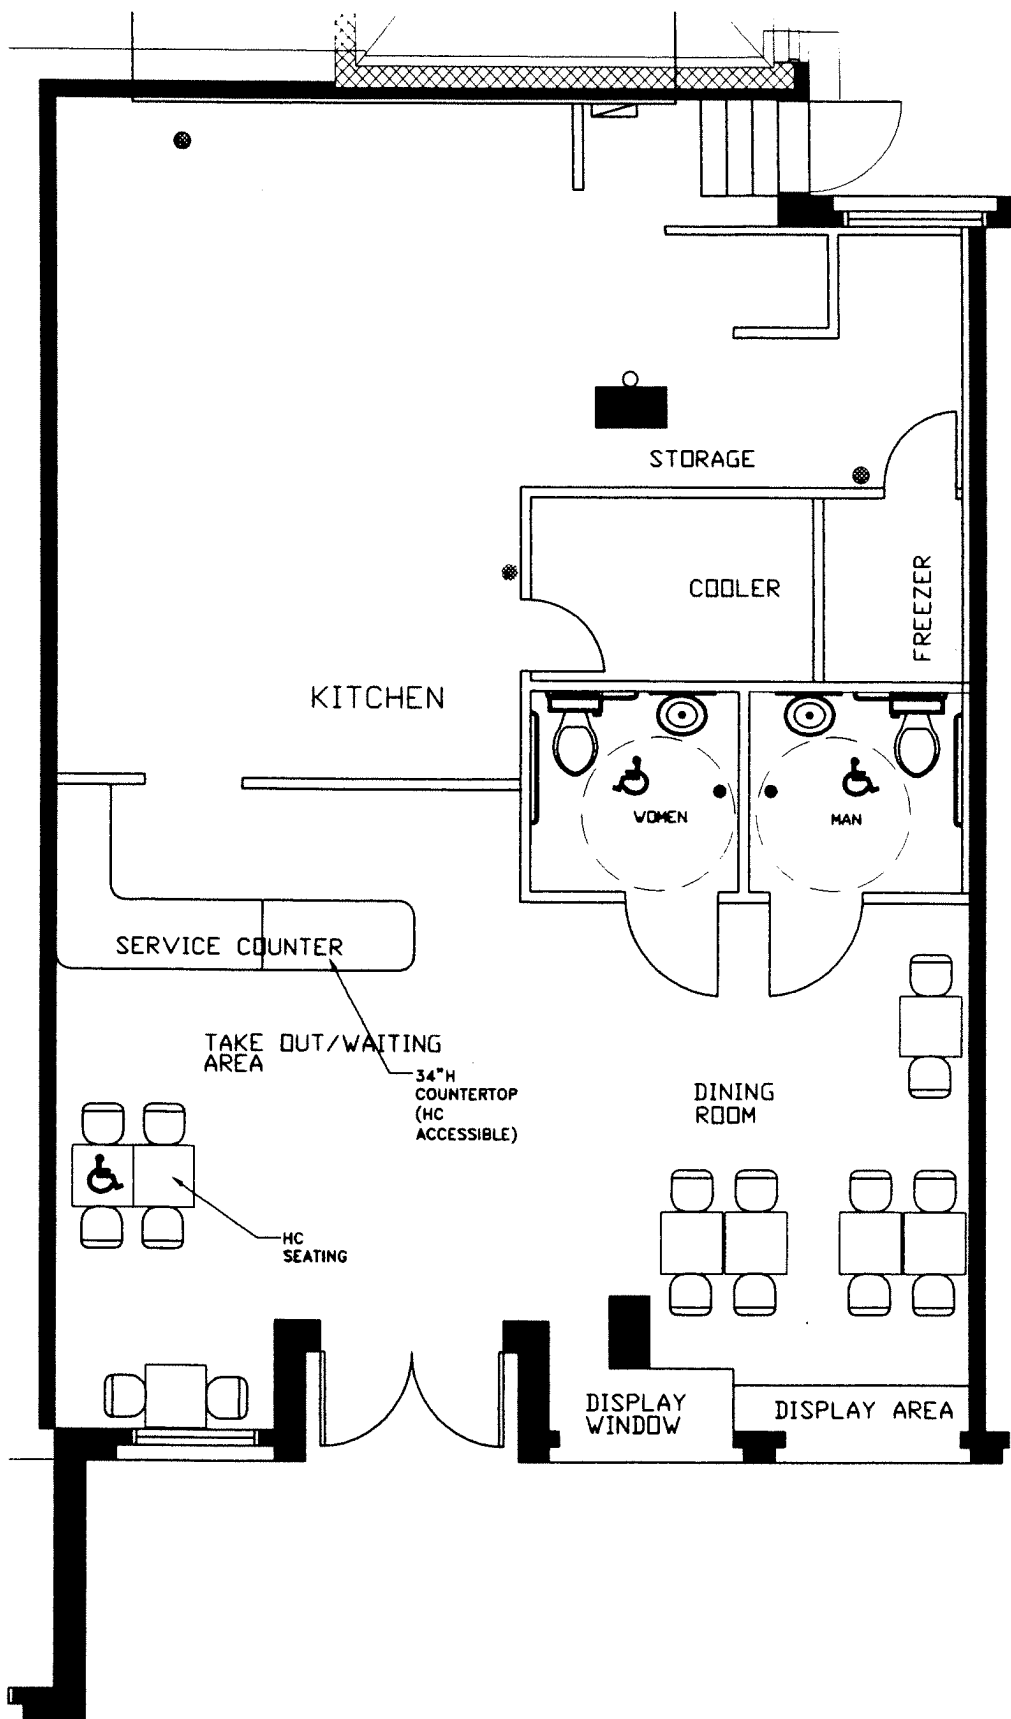 STORAGE
COOLER
FREEZER
KITCHEN
WOMEN
MAN
SERVICE COUNTER
TAKE OUT/WAITING
AREA
34"H
COUNTERTOP
(HC
ACCESSIBLE)
DINING
ROOM
HC
SEATING
DISPLAY
WINDOW
DISPLAY AREA